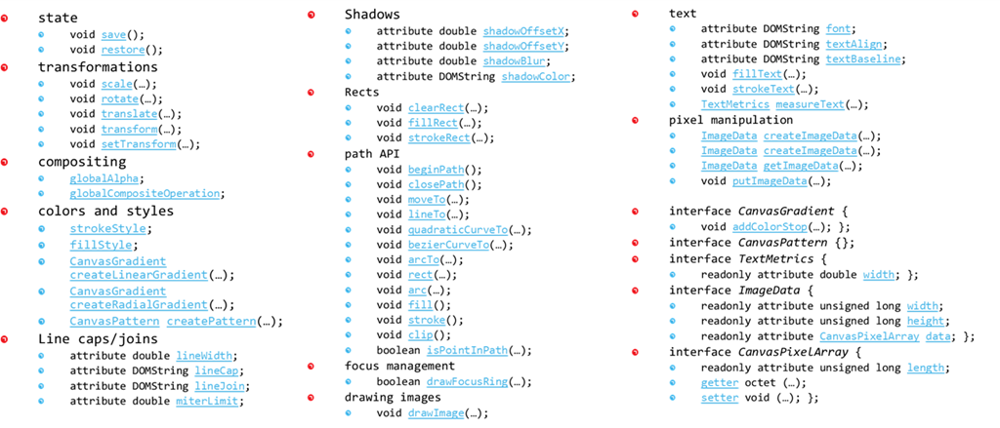 state
void save();
void restore();
transformations
void scale(…);
void rotate(…);
void translate(…);
void transform(…);
void setTransform(…);
compositing
globalAlpha;
globalCompositeOperation;
colors and styles
strokeStyle;
fillStyle;
CanvasGradient
createLinearGradient(…);
CanvasGradient
createRadialGradient(…);
CanvasPattern createPattern(…);
Line caps/joins
attribute double lineWidth;
attribute DOMString lineCap;
attribute DOMString lineJoin;
attribute double miterLimit;
Shadows
attribute double shadowOffsetX;
attribute double shadowOffsetY;
attribute double shadowBlur;
attribute DOMString shadowColor;
Rects
void clearRect(…);
void fillRect(…);
void strokeRect(…);
path API
void beginPath();
void closePath();
void moveTo(…);
void lineTo(…);
void quadraticCurveTo(…);
void bezierCurveTo(…);
void arcTo(…);
void rect(…);
void arc(…);
void fill();
void stroke();
void clip();
boolean isPointInPath(…);
focus management
boolean drawFocusRing(…);
drawing images
void drawImage(…);
text
attribute DOMString font;
attribute DOMString textAlign;
attribute DOMString textBaseline;
void fillText(…);
void strokeText(…);
TextMetrics measureText(…);
pixel manipulation
ImageData createImageData(…);
ImageData createImageData(…);
ImageData getImageData(…);
void putImageData(…);
interface CanvasGradient {
void addColorStop(…); };
interface CanvasPattern {};
interface TextMetrics {
readonly attribute double width; };
interface ImageData {
readonly attribute unsigned long width;
readonly attribute unsigned long height;
readonly attribute CanvasPixelArray data; };
interface CanvasPixelArray {
readonly attribute unsigned long length;
getter octet (…);
setter void (…); };